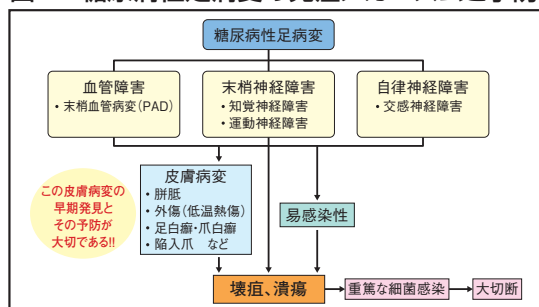 糖尿病性足病変
血管障害
・末梢血管病変(PAD)
末梢神経障害
・知覚神経障害
・運動神経障害
自律神経障害
・交感神経障害
この皮膚病変の
早期発見と
その予防が
大切である!!
皮膚病変
・胼胝
・外傷(低温熱傷)
・足白癬・爪白癬
・陥入爪 など
易感染性
壊疽、潰瘍
重篤な細菌感染
大切断